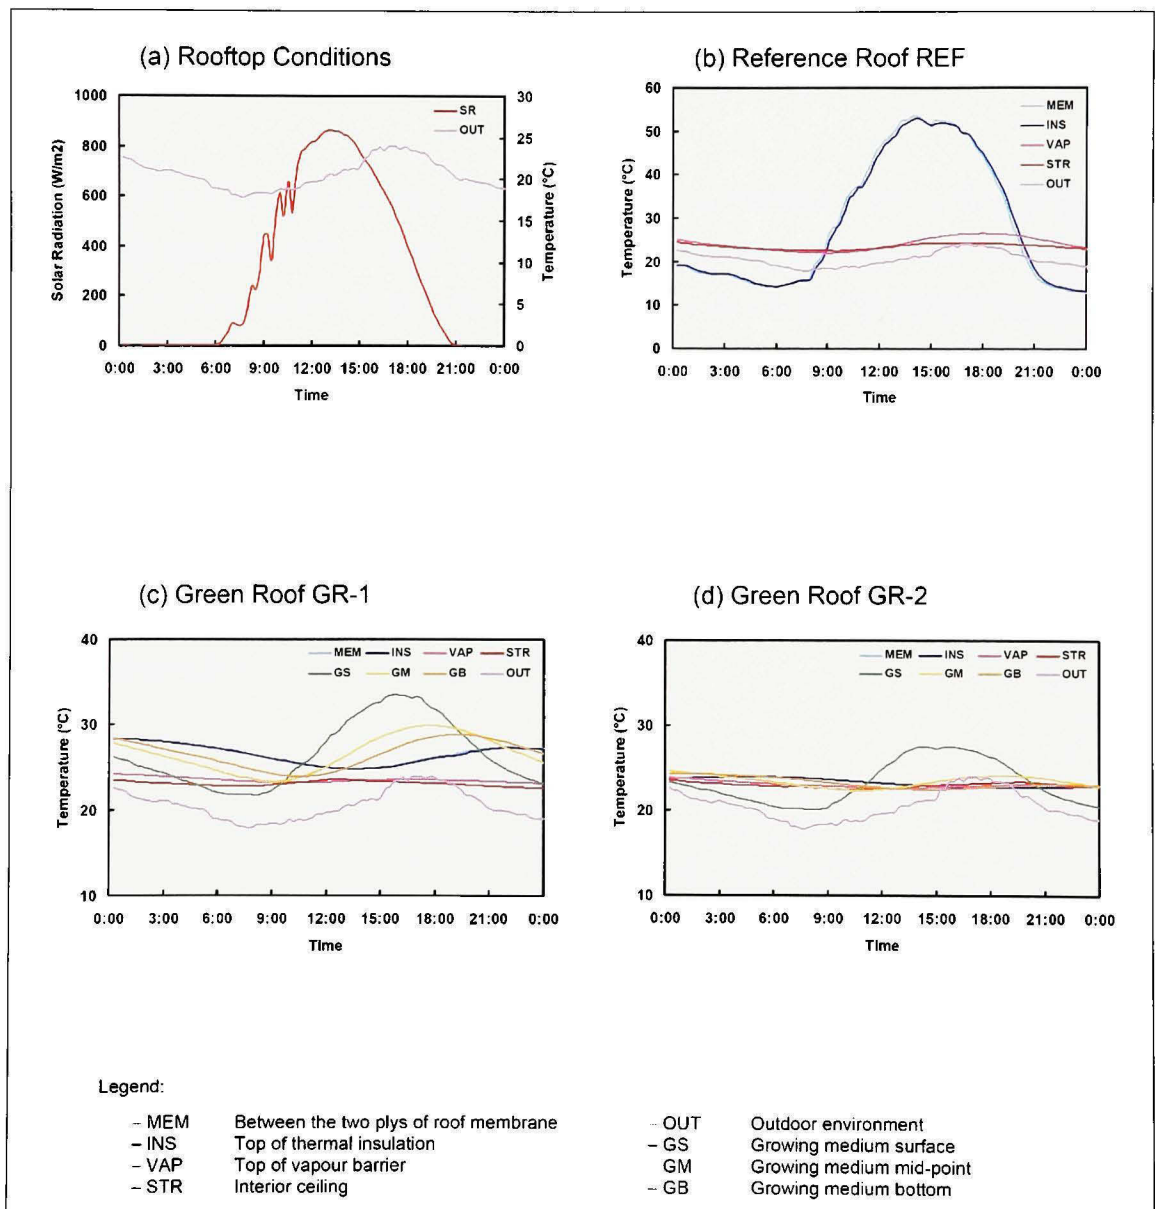 (a) Rooftop Conditions
1000
800
600
400
200
0
Solar Radiation (W/m2)
30
25
20
15
10
5
0
Temperature (°C)
SR
OUT
0:00 3:00 6:00 9:00 12:00 15:00 18:00 21:00 0:00
Time
(b) Reference Roof REF
60
50
40
30
20
10
0
Temperature (°C)
MEM
INS
VAP
STR
OUT
0:00 3:00 6:00 9:00 12:00 15:00 18:00 21:00 0:00
Time
(c) Green Roof GR-1
40
30
20
10
Temperature (°C)
MEM INS VAP STR
GS GM GB OUT
0:00 3:00 6:00 9:00 12:00 15:00 18:00 21:00 0:00
Time
(d) Green Roof GR-2
40
30
20
10
Temperature (°C)
MEM INS VAP STR
GS GM GB OUT
0:00 3:00 6:00 9:00 12:00 15:00 18:00 21:00 0:00
Time
Legend:
– MEM Between the two plys of roof membrane
– INS Top of thermal insulation
– VAP Top of vapour barrier
– STR Interior ceiling
– OUT Outdoor environment
– GS Growing medium surface
GM Growing medium mid-point
– GB Growing medium bottom